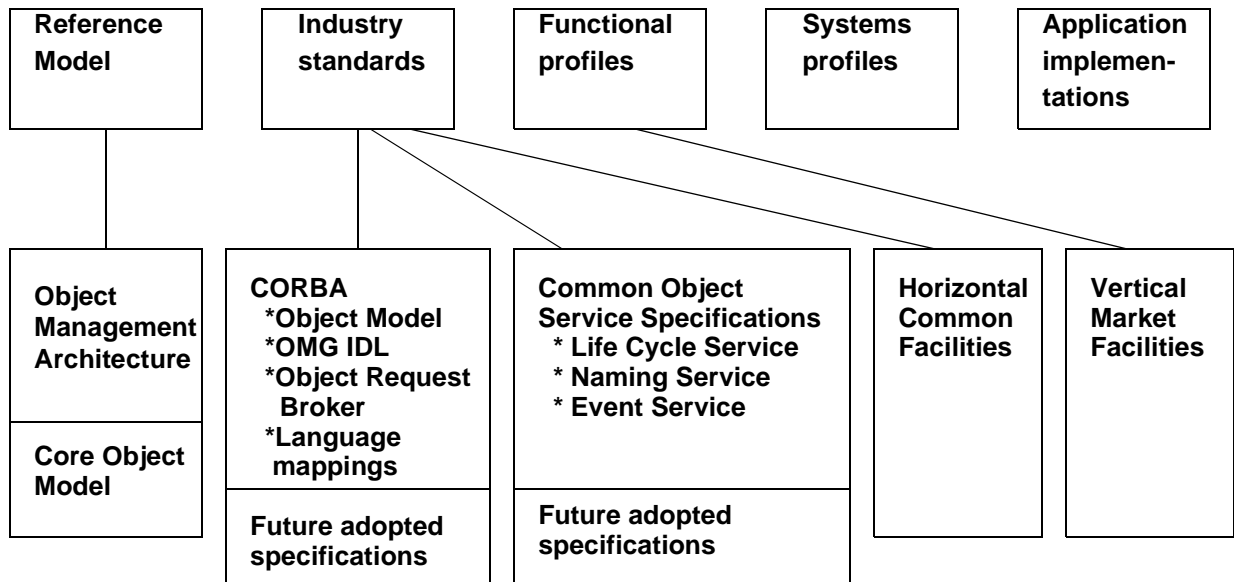 Reference
Model
Industry
standards
Functional
profiles
Systems
profiles
Application
implemen-
tations
Object
Management
Architecture
Core Object
Model
CORBA
*Object Model
*OMG IDL
*Object Request
Broker
*Language
mappings
Future adopted
specifications
Common Object
Service Specifications
* Life Cycle Service
* Naming Service
* Event Service
Future adopted
specifications
Horizontal
Common
Facilities
Vertical
Market
Facilities